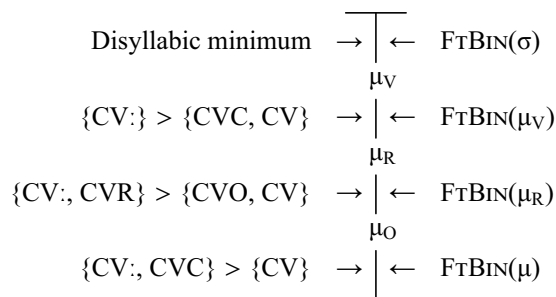 Disyllabic minimum → ← FTBIN(σ)
μV
{CV:} > {CVC, CV} → ← FTBIN(μV)
μR
{CV:, CVR} > {CVO, CV} → ← FTBIN(μR)
μO
{CV:, CVC} > {CV} → ← FTBIN(μ)